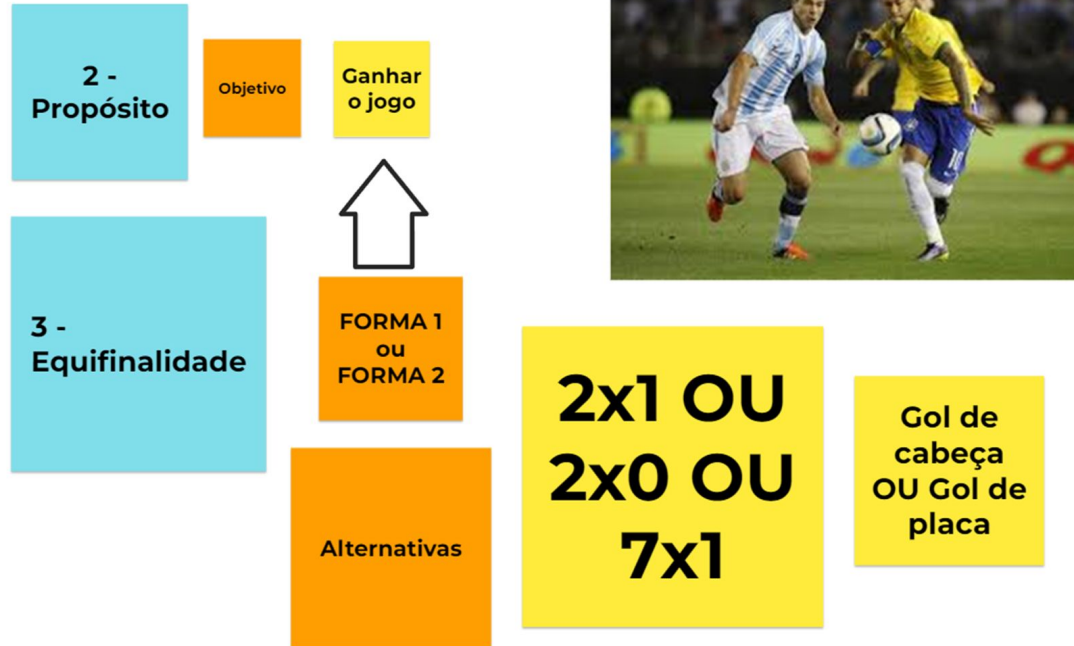 2 -
Propósito
Objetivo
Ganhar
o jogo
3 -
Equifinalidade
FORMA 1
ou
FORMA 2
Alternativas
2x1 OU
2x0 OU
7x1
Gol de
cabeça
OU Gol de
placa
10